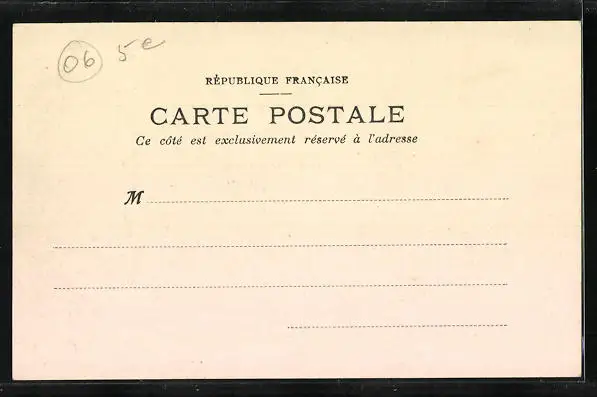 06 5e
RÉPUBLIQUE FRANÇAISE
CARTE POSTALE
Ce côté est exclusivement réservé à l'adresse
M